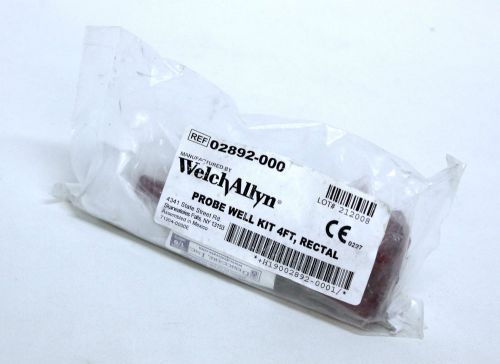 REF 02892-000
MANUFACTURED BY
WelchAllyn®
4341 State Street Rd
Skaneateles Falls, NY 13153
Assembled in Mexico
LOT# 212008
CE 0297
PROBE WELL KIT 4FT, RECTAL
*+H19002892-0001/*